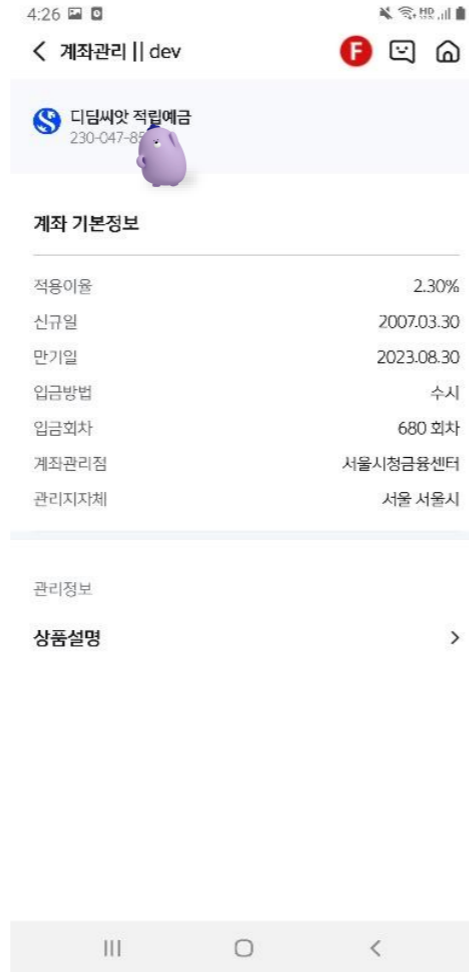 4:26
계좌관리 || dev
F
디딤씨앗 적립예금
230-047-8
계좌 기본정보
적용이율 2.30%
신규일 2007.03.30
만기일 2023.08.30
입금방법 수시
입금회차 680 회차
계좌관리점 서울시청금융센터
관리지자체 서울 서울시
관리정보
상품설명